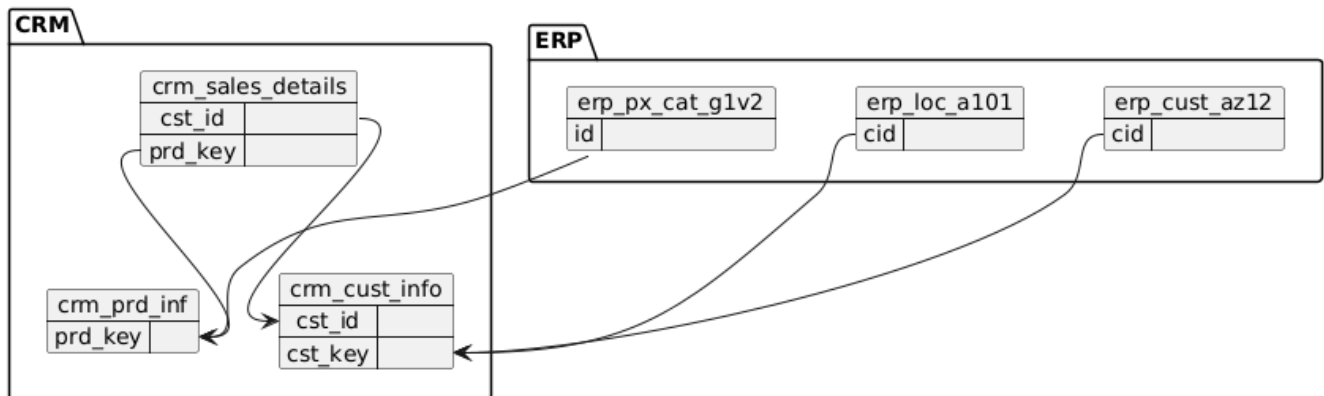 CRM
ERP
crm_sales_details
cst_id
prd_key
erp_px_cat_g1v2
id
erp_loc_a101
cid
erp_cust_az12
cid
crm_prd_inf
prd_key
crm_cust_info
cst_id
cst_key